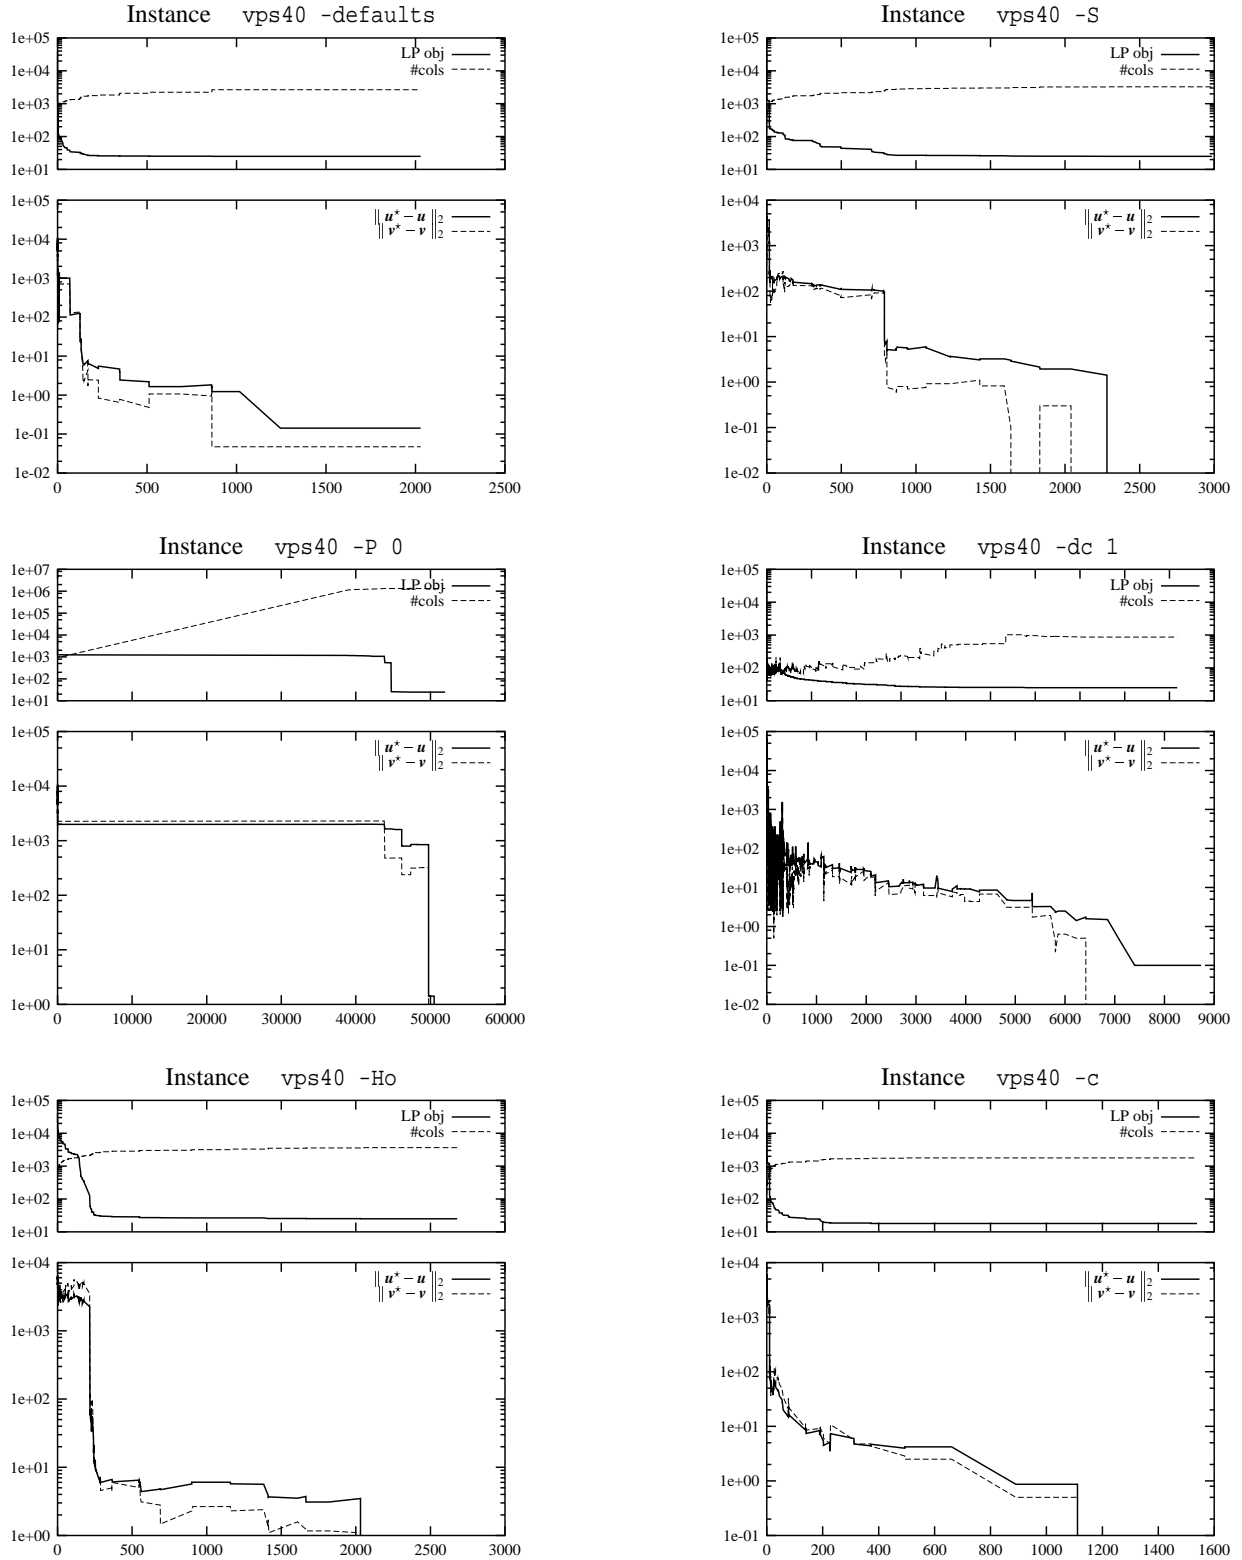 Instance vps40 -defaults
1e+05
1e+04
1e+03
1e+02
1e+01
LP obj
#cols
1e+05
1e+04
1e+03
1e+02
1e+01
1e+00
1e-01
1e-02
‖ u* − u ‖2
‖ v* − v ‖2
0 500 1000 1500 2000 2500
Instance vps40 -S
1e+05
1e+04
1e+03
1e+02
1e+01
LP obj
#cols
1e+04
1e+03
1e+02
1e+01
1e+00
1e-01
1e-02
‖ u* − u ‖2
‖ v* − v ‖2
0 500 1000 1500 2000 2500 3000
Instance vps40 -P 0
1e+07
1e+06
1e+05
1e+04
1e+03
1e+02
1e+01
LP obj
#cols
1e+05
1e+04
1e+03
1e+02
1e+01
1e+00
‖ u* − u ‖2
‖ v* − v ‖2
0 10000 20000 30000 40000 50000 60000
Instance vps40 -dc 1
1e+05
1e+04
1e+03
1e+02
1e+01
LP obj
#cols
1e+05
1e+04
1e+03
1e+02
1e+01
1e+00
1e-01
1e-02
‖ u* − u ‖2
‖ v* − v ‖2
0 1000 2000 3000 4000 5000 6000 7000 8000 9000
Instance vps40 -Ho
1e+05
1e+04
1e+03
1e+02
1e+01
LP obj
#cols
1e+04
1e+03
1e+02
1e+01
1e+00
‖ u* − u ‖2
‖ v* − v ‖2
0 500 1000 1500 2000 2500 3000
Instance vps40 -c
1e+05
1e+04
1e+03
1e+02
1e+01
LP obj
#cols
1e+04
1e+03
1e+02
1e+01
1e+00
1e-01
‖ u* − u ‖2
‖ v* − v ‖2
0 200 400 600 800 1000 1200 1400 1600